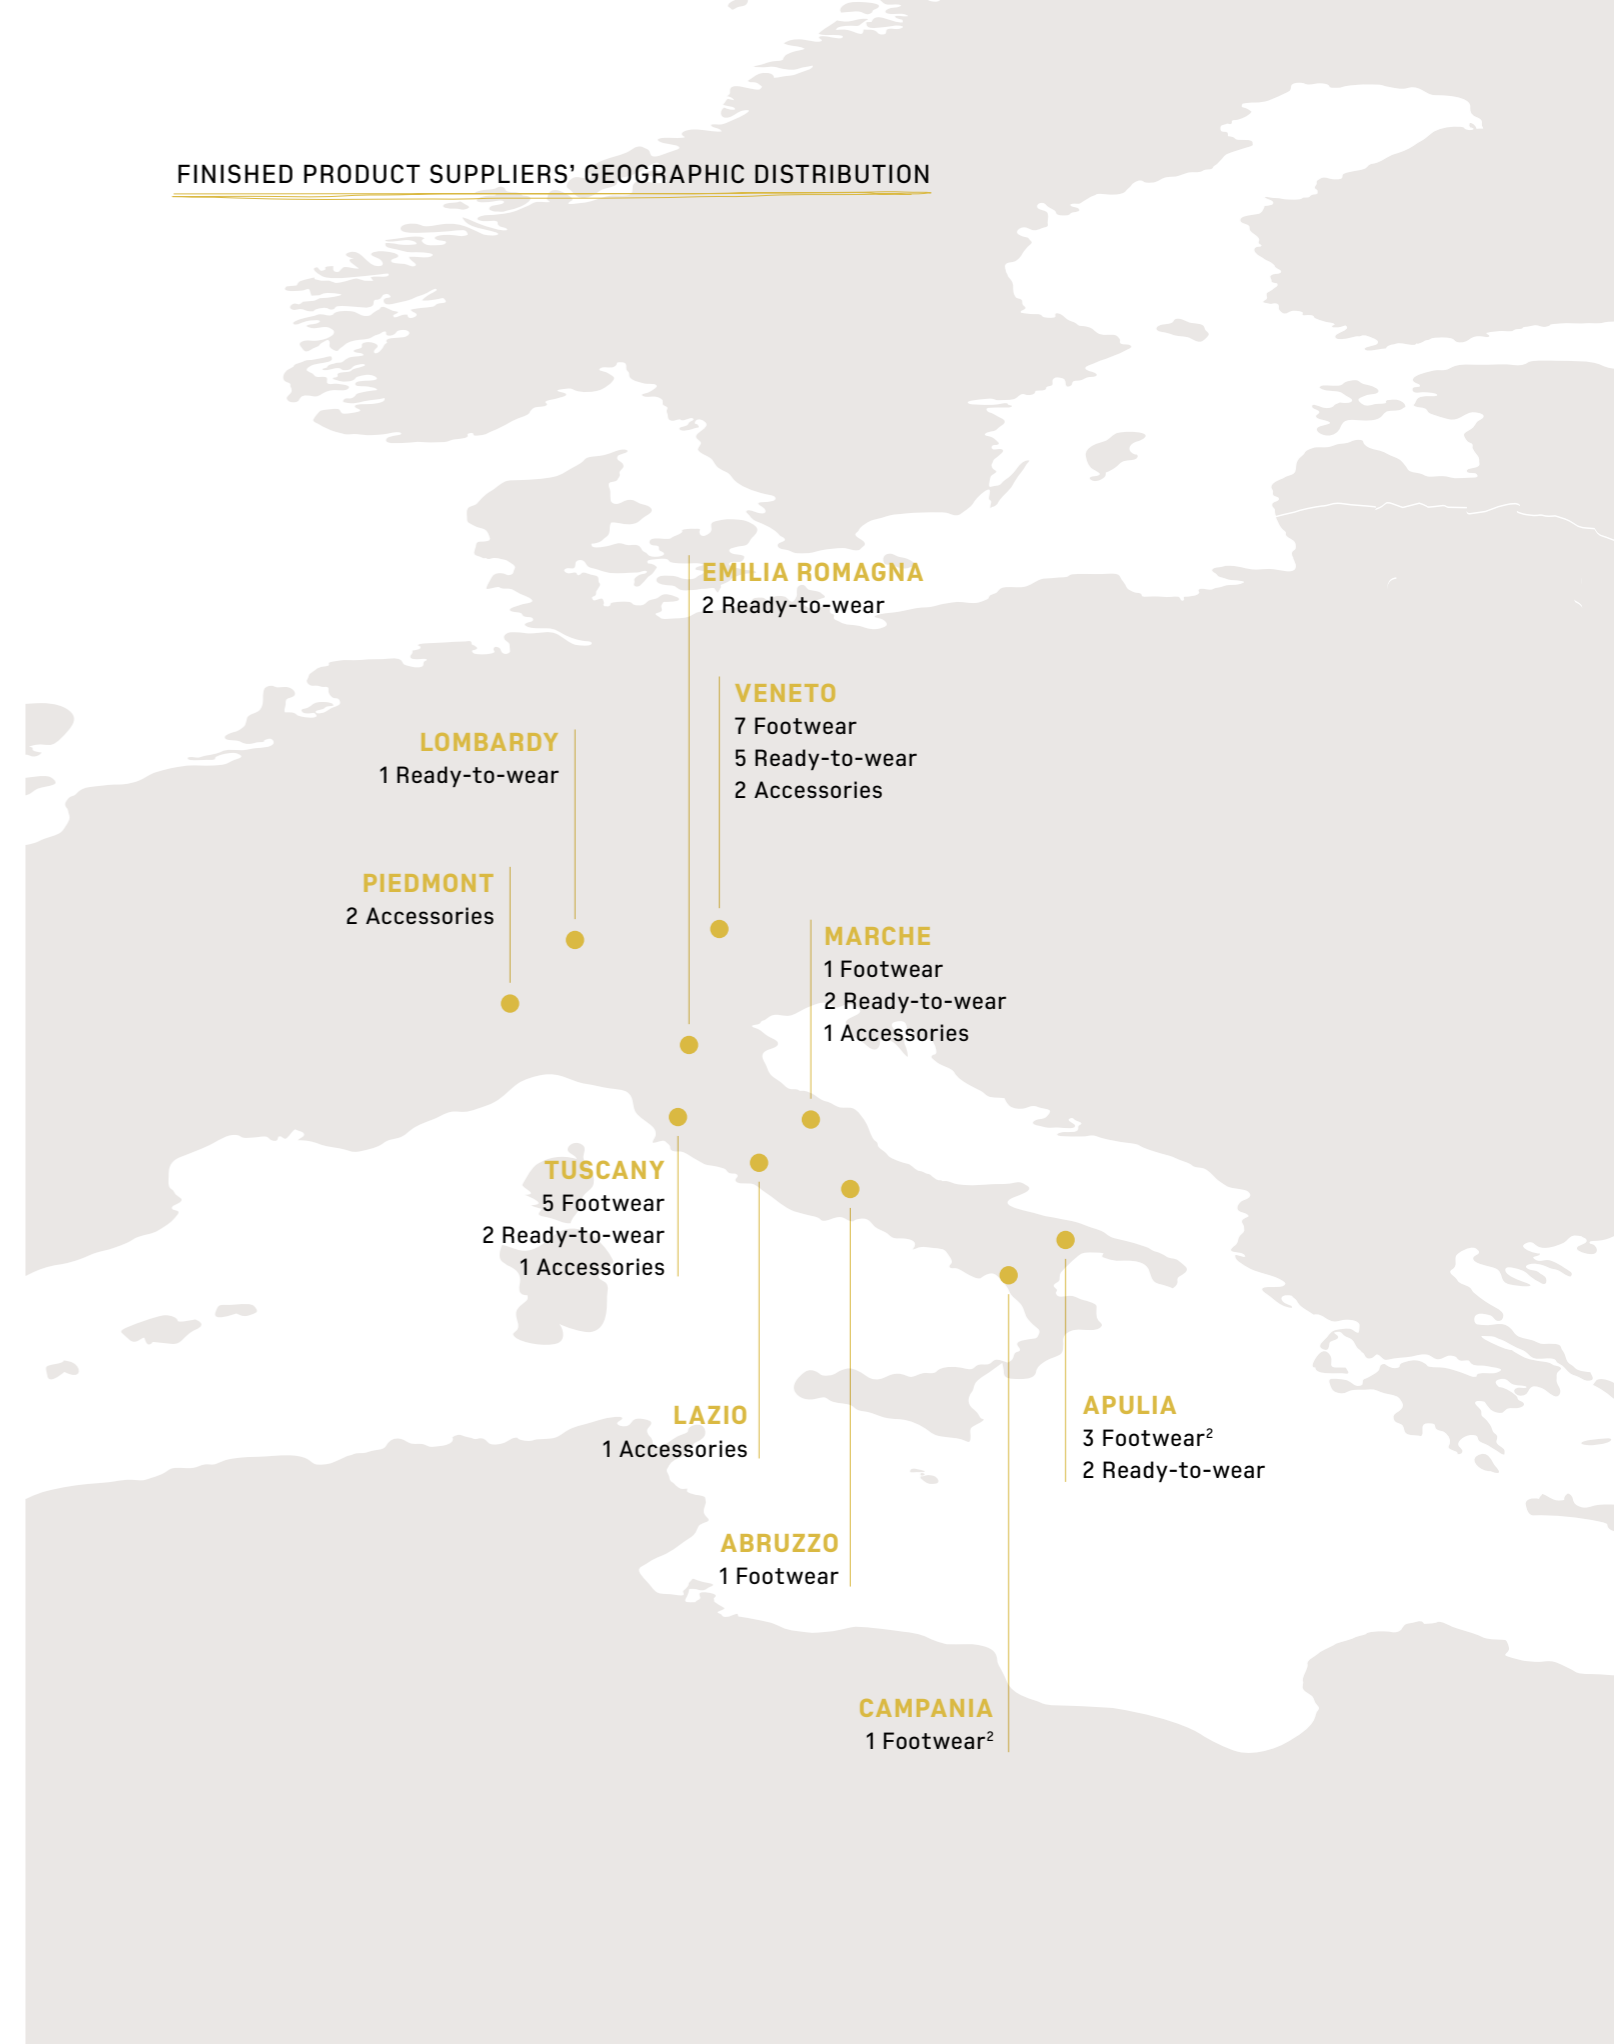 FINISHED PRODUCT SUPPLIERS’ GEOGRAPHIC DISTRIBUTION
EMILIA ROMAGNA
2 Ready-to-wear
VENETO
7 Footwear
5 Ready-to-wear
2 Accessories
LOMBARDY
1 Ready-to-wear
PIEDMONT
2 Accessories
MARCHE
1 Footwear
2 Ready-to-wear
1 Accessories
TUSCANY
5 Footwear
2 Ready-to-wear
1 Accessories
LAZIO
1 Accessories
APULIA
3 Footwear²
2 Ready-to-wear
ABRUZZO
1 Footwear
CAMPANIA
1 Footwear²